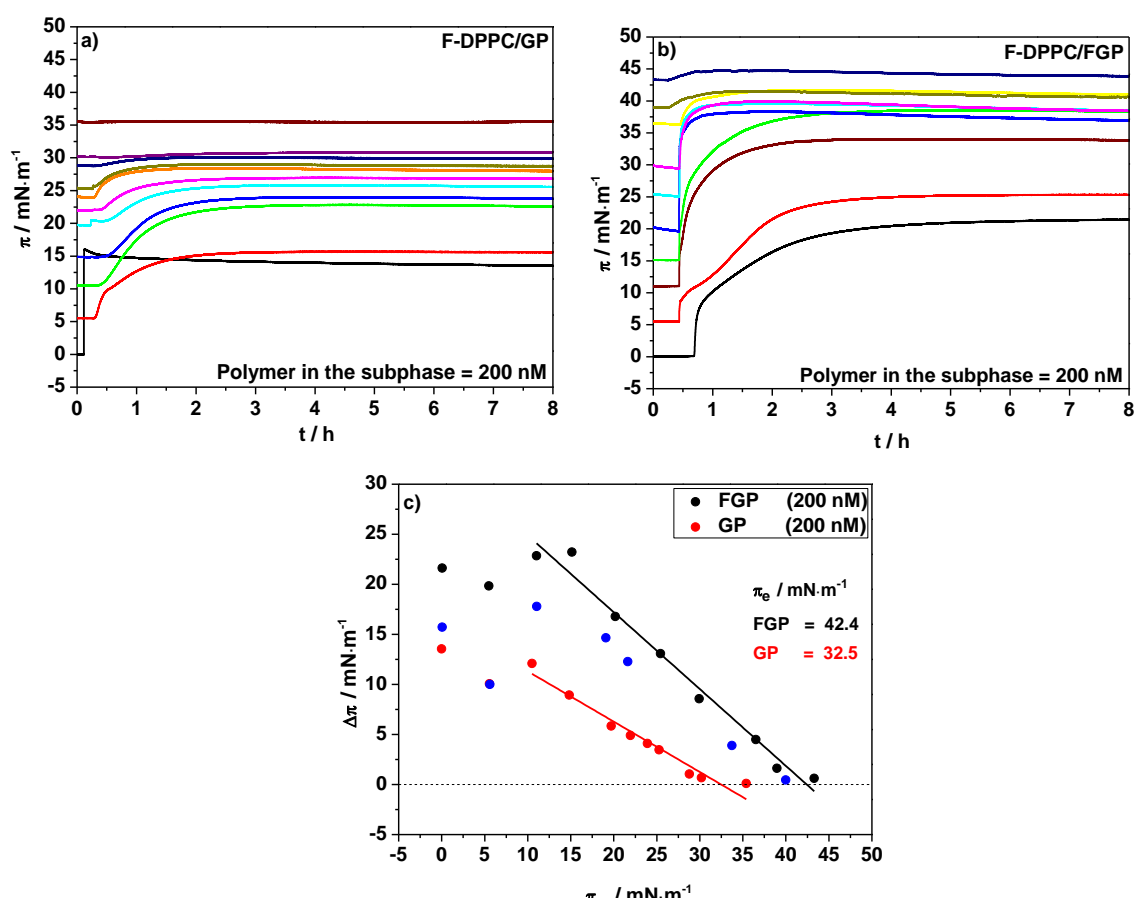 a) F-DPPC/GP
50
45
40
35
30
25
20
15
10
5
0
-5
π / mN·m⁻¹
Polymer in the subphase = 200 nM
0 1 2 3 4 5 6 7 8
t / h
b) F-DPPC/FGP
50
45
40
35
30
25
20
15
10
5
0
-5
π / mN·m⁻¹
Polymer in the subphase = 200 nM
0 1 2 3 4 5 6 7 8
t / h
c)
FGP (200 nM)
GP (200 nM)
πe / mN·m⁻¹
FGP = 42.4
GP = 32.5
30
25
20
15
10
5
0
-5
Δπ / mN·m⁻¹
-5 0 5 10 15 20 25 30 35 40 45 50
π / mN·m⁻¹